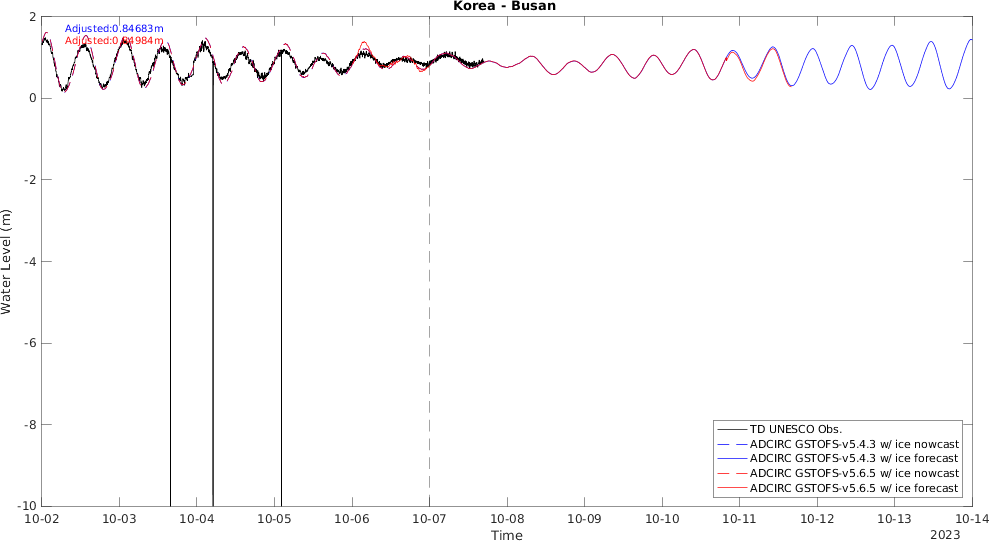 Korea - Busan
Adjusted:0.84683m
Adjusted:0.84984m
Water Level (m)
2
0
-2
-4
-6
-8
-10
10-02
10-03
10-04
10-05
10-06
10-07
10-08
10-09
10-10
10-11
10-12
10-13
10-14
Time
2023
TD UNESCO Obs.
ADCIRC GSTOFS-v5.4.3 w/ ice nowcast
ADCIRC GSTOFS-v5.4.3 w/ ice forecast
ADCIRC GSTOFS-v5.6.5 w/ ice nowcast
ADCIRC GSTOFS-v5.6.5 w/ ice forecast